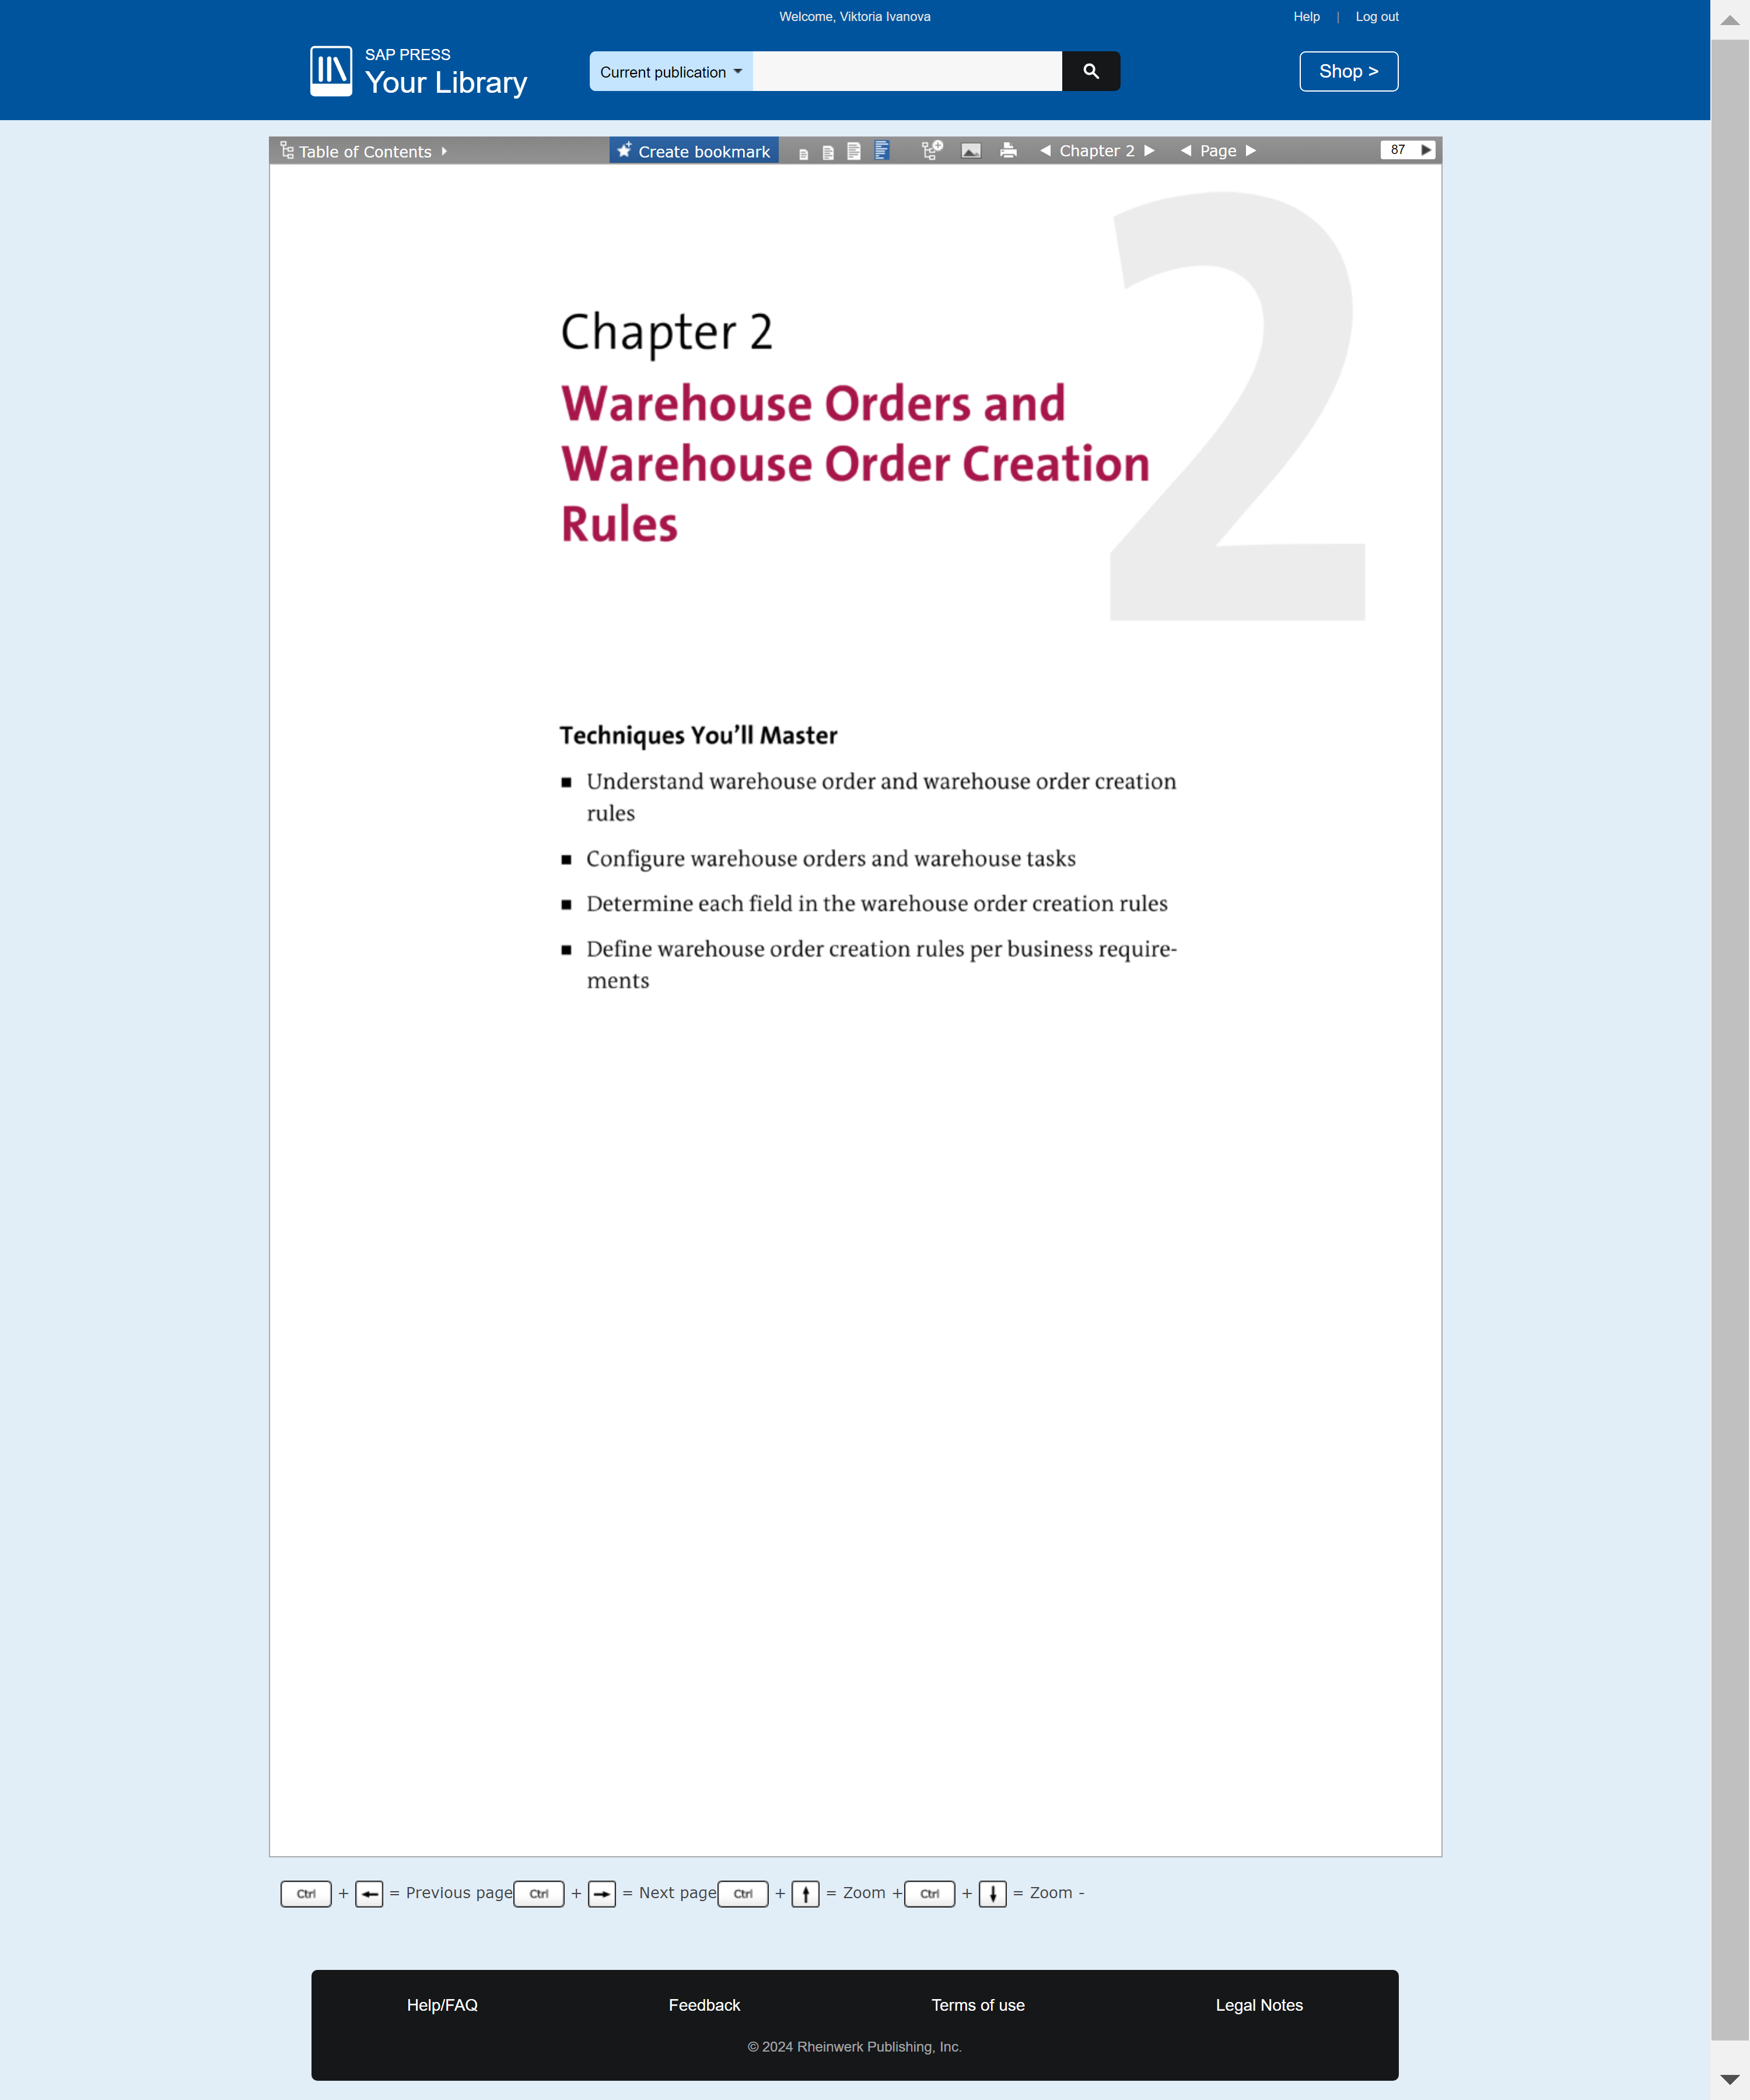 Welcome, Viktoria Ivanova
Help | Log out
SAP PRESS
Your Library
Current publication
Shop >
Table of Contents
Create bookmark
Chapter 2
Page
87
2
Chapter 2
Warehouse Orders and
Warehouse Order Creation
Rules
Techniques You’ll Master
■ Understand warehouse order and warehouse order creation
rules
■ Configure warehouse orders and warehouse tasks
■ Determine each field in the warehouse order creation rules
■ Define warehouse order creation rules per business require-
ments
Ctrl + ← = Previous page Ctrl + → = Next page Ctrl + ↑ = Zoom + Ctrl + ↓ = Zoom -
Help/FAQ Feedback Terms of use Legal Notes
© 2024 Rheinwerk Publishing, Inc.